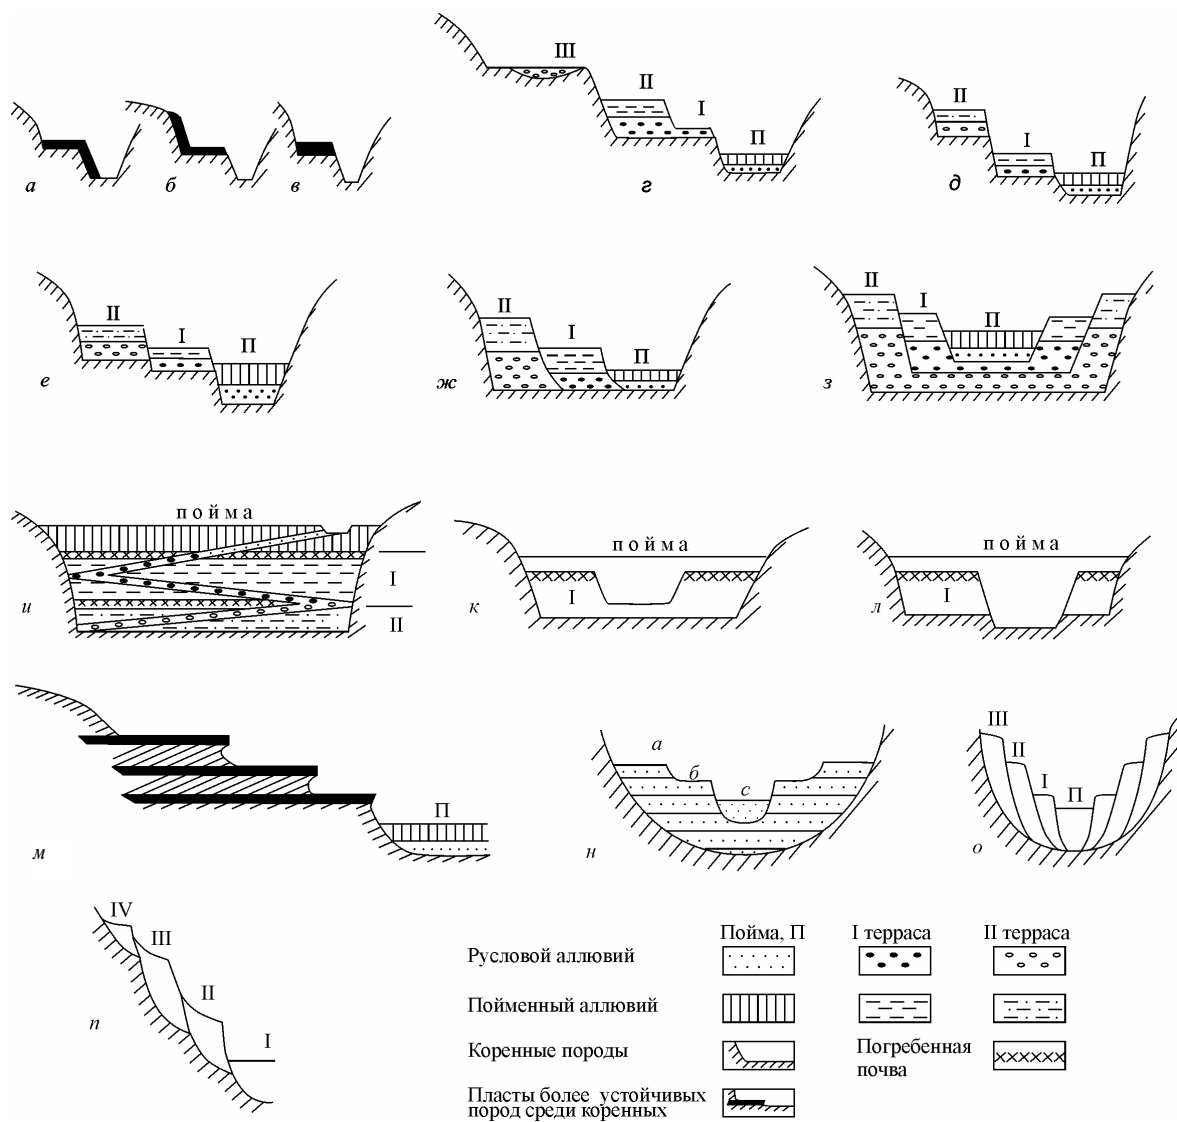 III
II
I
П
а
б
в
г
II
I
П
д
II
I
П
е
II
I
П
ж
II
I
П
з
пойма
I
II
и
пойма
I
к
пойма
I
л
П
м
а
б
с
н
III
II
I
П
о
IV
III
II
I
п
Пойма, П I терраса II терраса
Русловой аллювий
Пойменный аллювий
Коренные породы
Погребенная
почва
Пласты более устойчивых
пород среди коренных